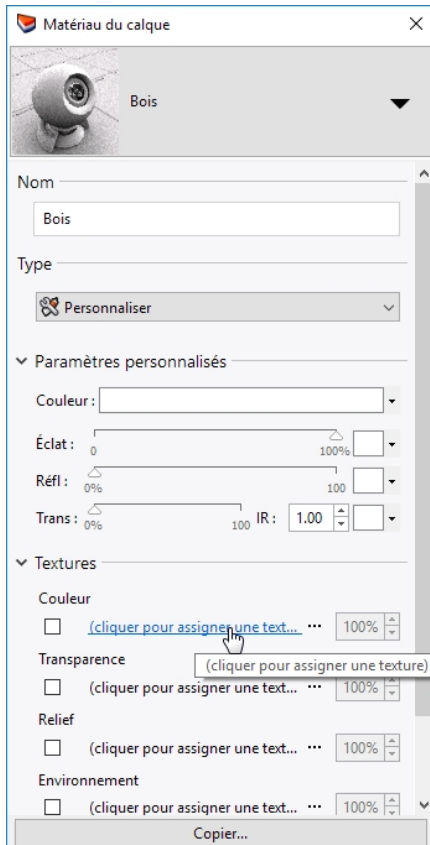 Matériau du calque
Bois
Nom
Bois
Type
Personnaliser
Paramètres personnalisés
Couleur :
Éclat : 0 100%
Réfl : 0% 100
Trans : 0% 100 IR : 1.00
Textures
Couleur
(cliquer pour assigner une text... ... 100%
Transparence
(cliquer pour assigner une texture)
(cliquer pour assigner une text... ... 100%
Relief
(cliquer pour assigner une text... ... 100%
Environnement
(cliquer pour assigner une text... ... 100%
Copier...